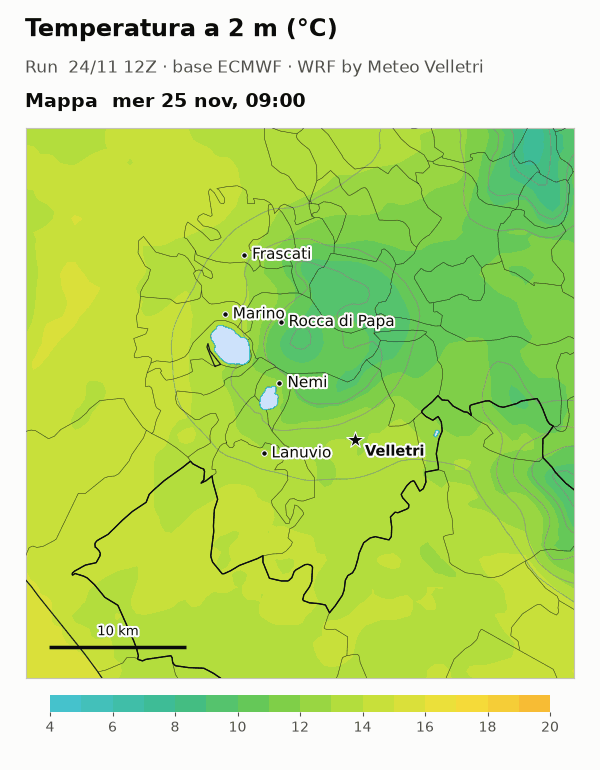 Temperatura a 2 m (°C)
Run  24/11 12Z · base ECMWF · WRF by Meteo Velletri
Mappa  mer 25 nov, 09:00
Frascati
Marino
Rocca di Papa
Nemi
Velletri
Lanuvio
10 km
4 6 8 10 12 14 16 18 20